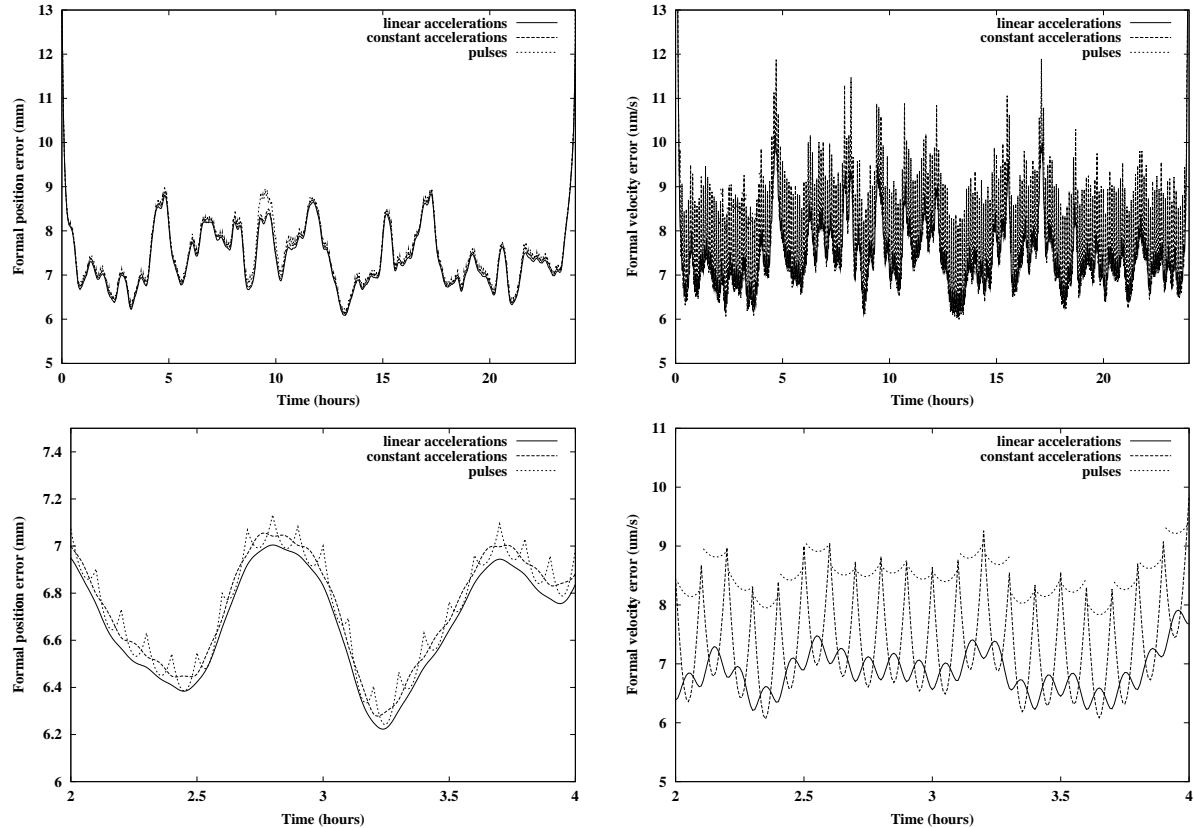 13
12
11
10
9
8
7
6
5
0
5
10
15
20
Time (hours)
Formal position error (mm)
linear accelerations
constant accelerations
pulses
13
12
11
10
9
8
7
6
5
0
5
10
15
20
Time (hours)
Formal velocity error (um/s)
linear accelerations
constant accelerations
pulses
7.4
7.2
7
6.8
6.6
6.4
6.2
6
2
2.5
3
3.5
4
Time (hours)
Formal position error (mm)
linear accelerations
constant accelerations
pulses
11
10
9
8
7
6
5
2
2.5
3
3.5
4
Time (hours)
Formal velocity error (um/s)
linear accelerations
constant accelerations
pulses